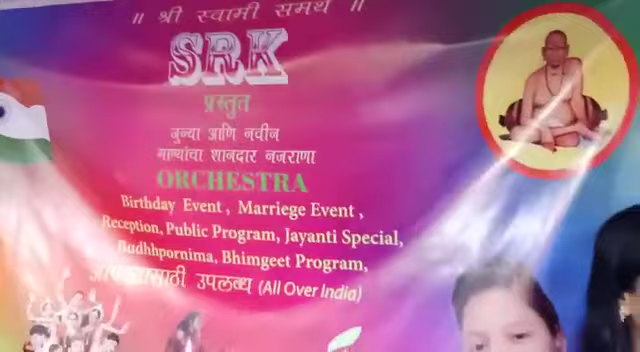 ॥ श्री स्वामी समर्थ ॥
SRK
प्रस्तुत
जुन्या आणि नवीन
गाण्यांचा शानदार नजराणा
ORCHESTRA
Birthday Event , Marriege Event ,
Reception, Public Program, Jayanti Special,
Budhhpornima, Bhimgeet Program,
उपलब्ध (All Over India)